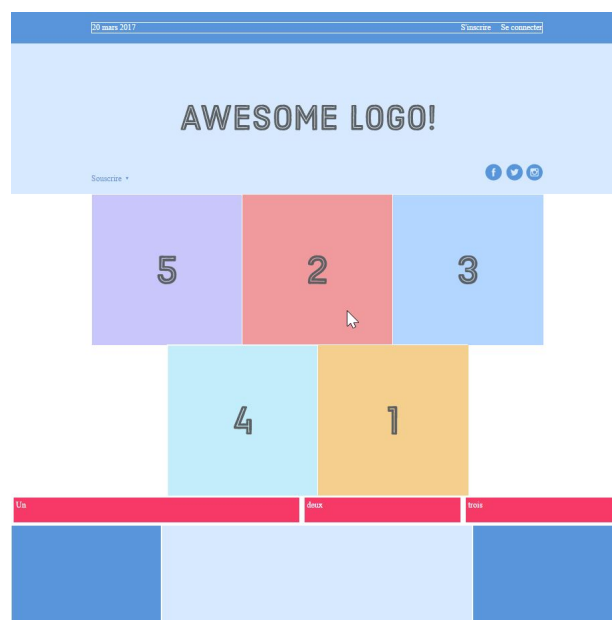 20 mars 2017 S'inscrire Se connecter
AWESOME LOGO!
Souscrire
5 2 3
4 1
Un deux trois